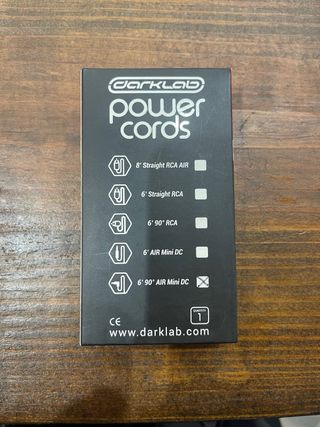 darklab
power
cords
8' Straight RCA AIR
6' Straight RCA
6' 90° RCA
6' AIR Mini DC
6' 90° AIR Mini DC
CE
QUANTITY
1
www.darklab.com